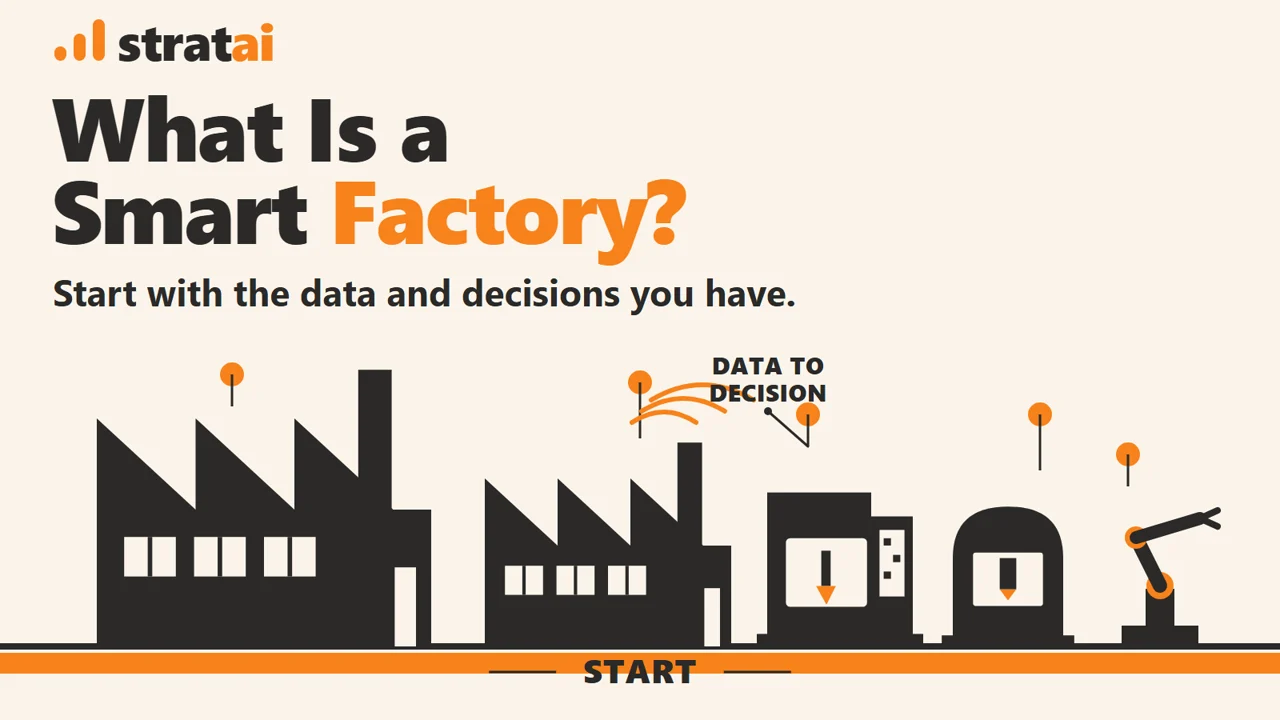 stratai
What Is a
Smart Factory?
Start with the data and decisions you have.
DATA TO
DECISION
START